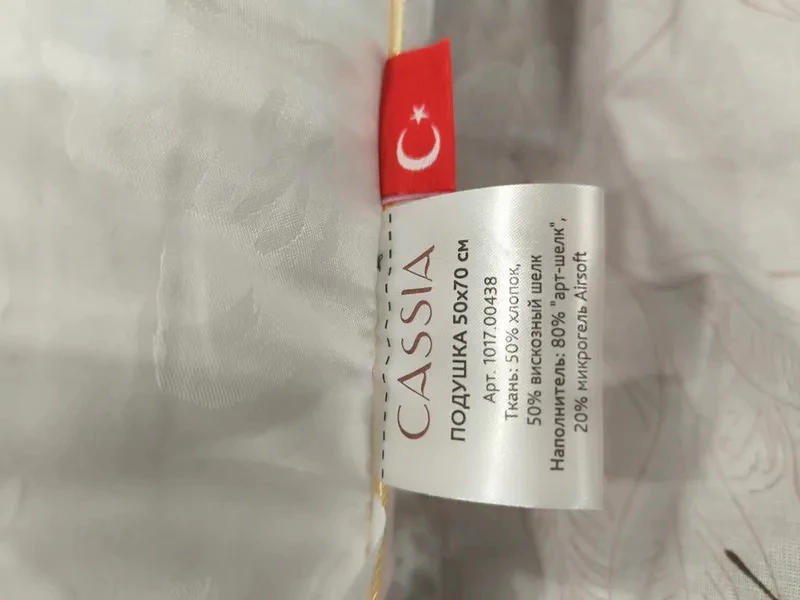 CASSIA
ПОДУШКА 50x70 см
Арт. 1017.00438
Ткань: 50% хлопок,
50% вискозный шелк
Наполнитель: 80% "арт-шелк",
20% микрогель Airsoft